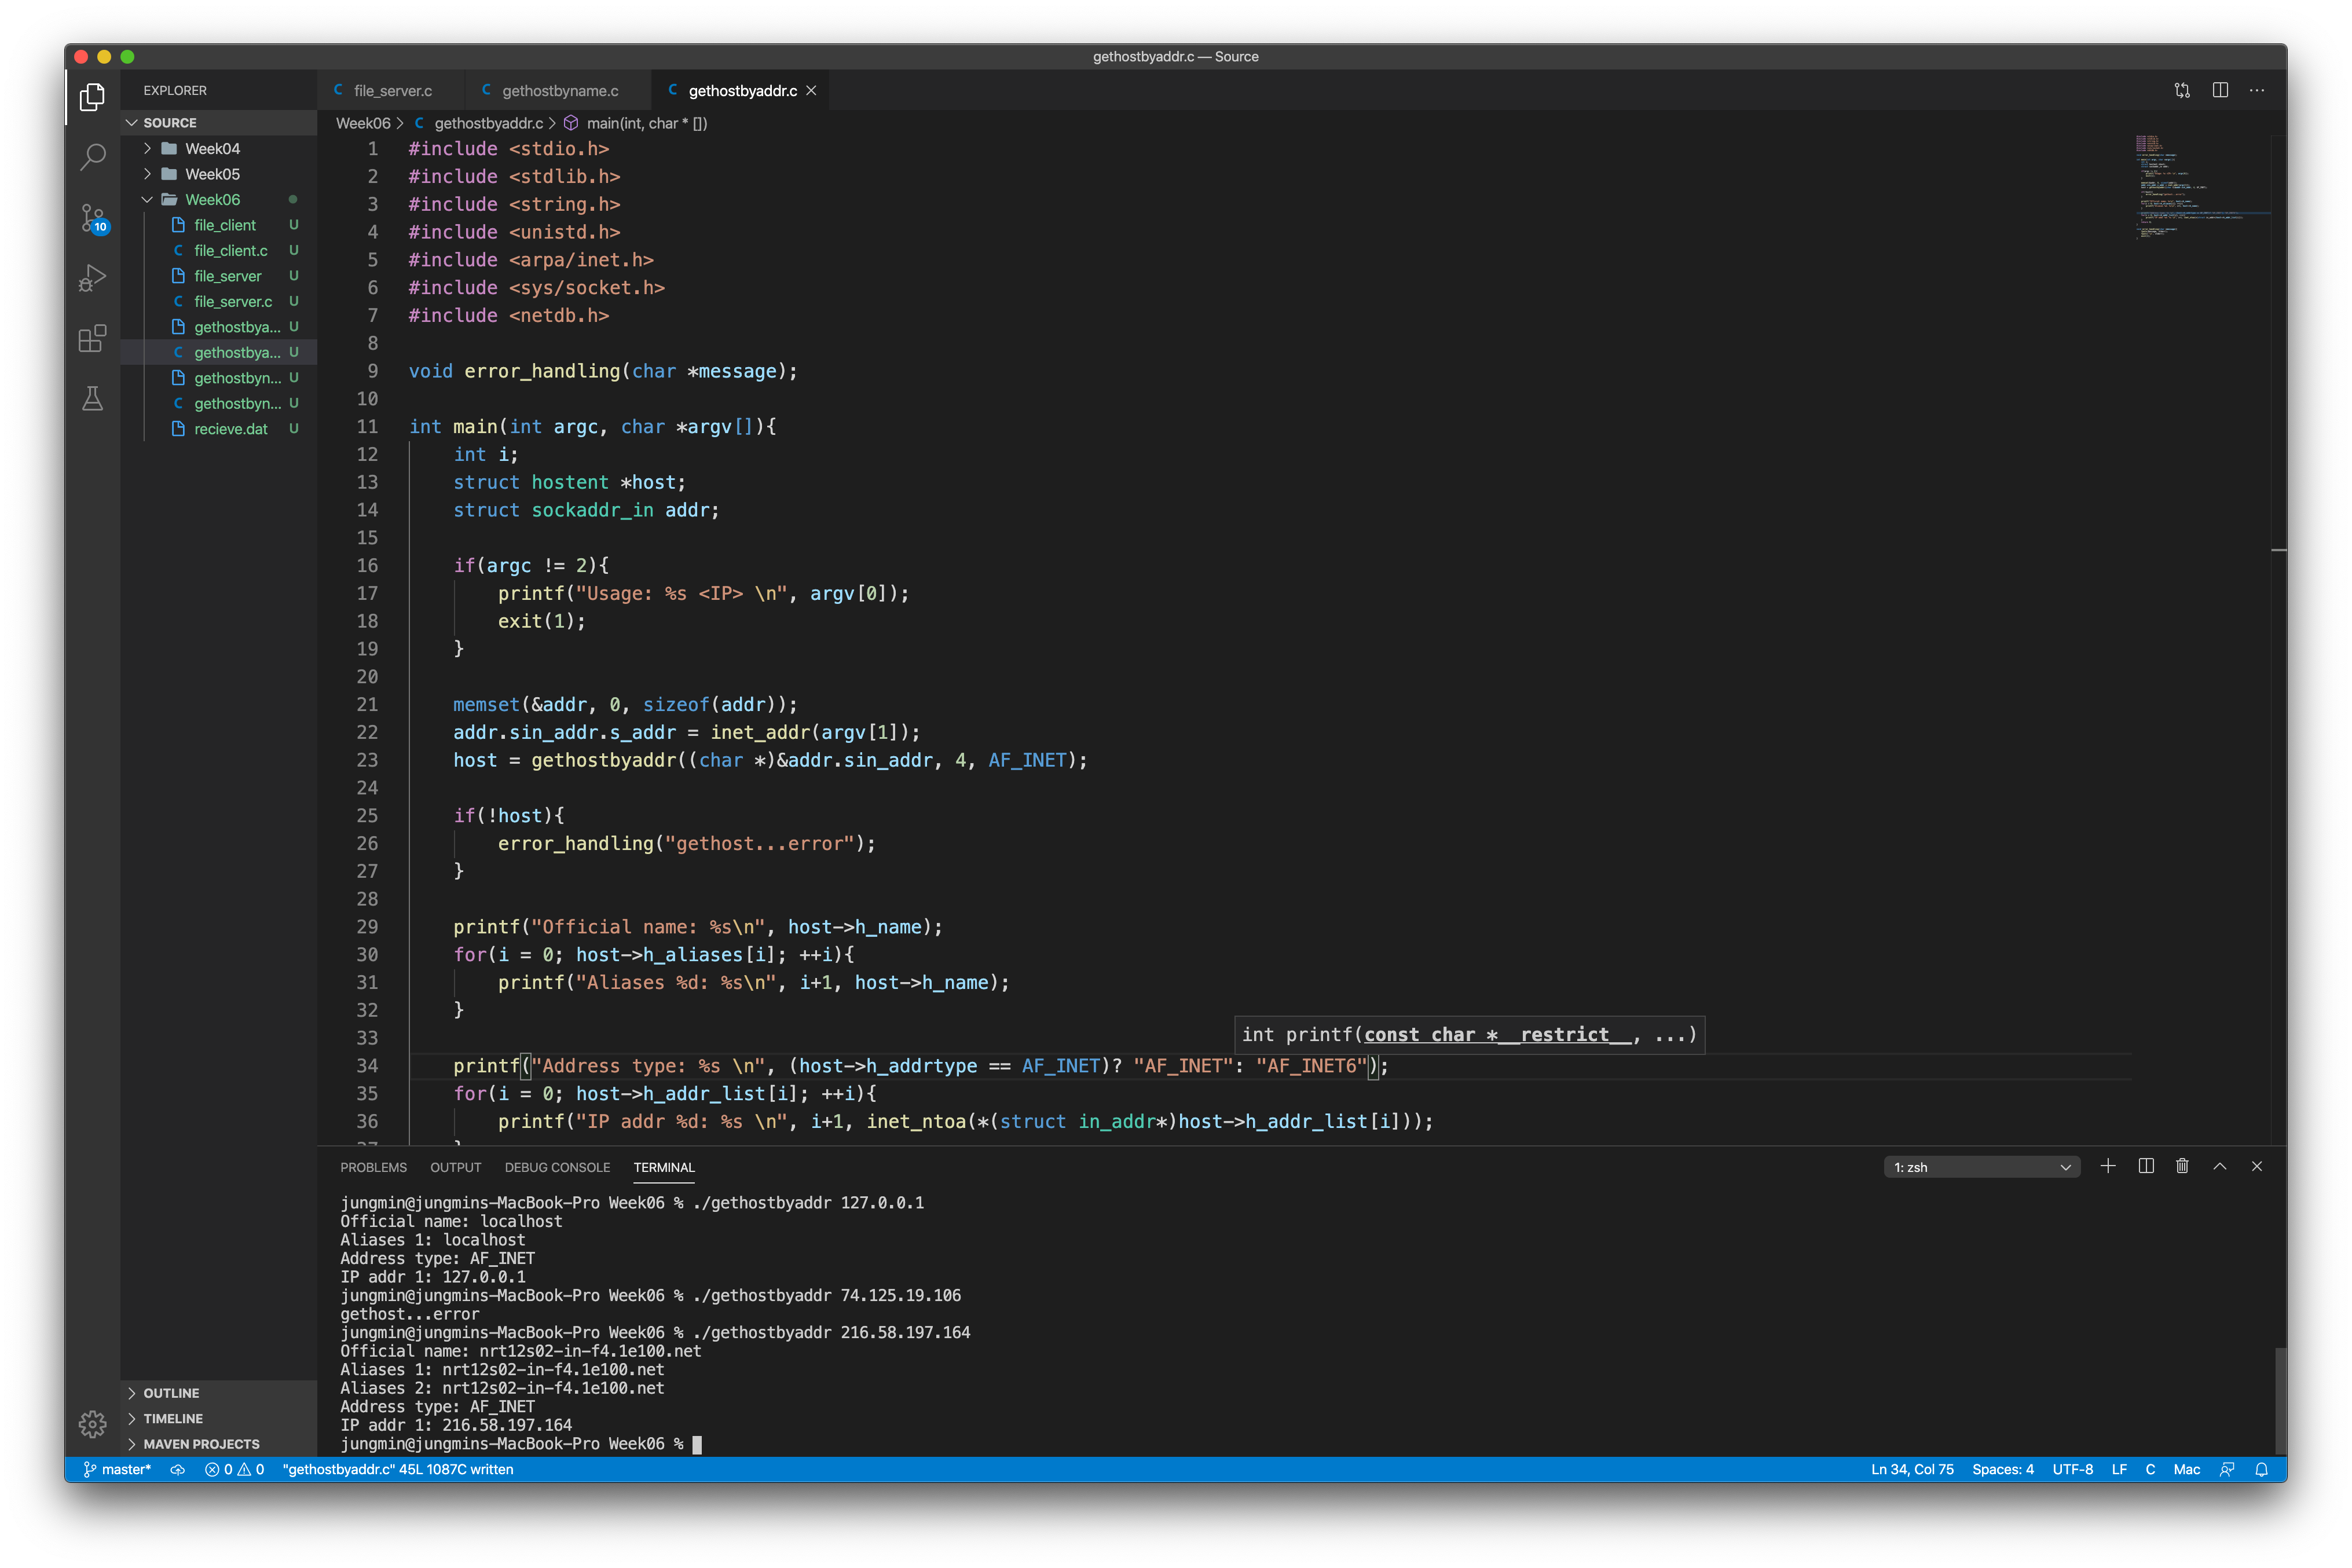 gethostbyaddr.c — Source
EXPLORER
SOURCE
Week04
Week05
Week06
file_client U
file_client.c U
file_server U
file_server.c U
gethostbya... U
gethostbya... U
gethostbyn... U
gethostbyn... U
recieve.dat U
OUTLINE
TIMELINE
MAVEN PROJECTS
10
C file_server.c C gethostbyname.c C gethostbyaddr.c
Week06 > C gethostbyaddr.c > main(int, char * [])
1 #include <stdio.h>
2 #include <stdlib.h>
3 #include <string.h>
4 #include <unistd.h>
5 #include <arpa/inet.h>
6 #include <sys/socket.h>
7 #include <netdb.h>
8
9 void error_handling(char *message);
10
11 int main(int argc, char *argv[]){
12 int i;
13 struct hostent *host;
14 struct sockaddr_in addr;
15
16 if(argc != 2){
17 printf("Usage: %s <IP> \n", argv[0]);
18 exit(1);
19 }
20
21 memset(&addr, 0, sizeof(addr));
22 addr.sin_addr.s_addr = inet_addr(argv[1]);
23 host = gethostbyaddr((char *)&addr.sin_addr, 4, AF_INET);
24
25 if(!host){
26 error_handling("gethost...error");
27 }
28
29 printf("Official name: %s\n", host->h_name);
30 for(i = 0; host->h_aliases[i]; ++i){
31 printf("Aliases %d: %s\n", i+1, host->h_name);
32 }
33
int printf(const char *__restrict__, ...)
34 printf("Address type: %s \n", (host->h_addrtype == AF_INET)? "AF_INET": "AF_INET6");
35 for(i = 0; host->h_addr_list[i]; ++i){
36 printf("IP addr %d: %s \n", i+1, inet_ntoa(*(struct in_addr*)host->h_addr_list[i]));
PROBLEMS OUTPUT DEBUG CONSOLE TERMINAL 1: zsh
jungmin@jungmins-MacBook-Pro Week06 % ./gethostbyaddr 127.0.0.1
Official name: localhost
Aliases 1: localhost
Address type: AF_INET
IP addr 1: 127.0.0.1
jungmin@jungmins-MacBook-Pro Week06 % ./gethostbyaddr 74.125.19.106
gethost...error
jungmin@jungmins-MacBook-Pro Week06 % ./gethostbyaddr 216.58.197.164
Official name: nrt12s02-in-f4.1e100.net
Aliases 1: nrt12s02-in-f4.1e100.net
Aliases 2: nrt12s02-in-f4.1e100.net
Address type: AF_INET
IP addr 1: 216.58.197.164
jungmin@jungmins-MacBook-Pro Week06 %
master* 0 0 "gethostbyaddr.c" 45L 1087C written Ln 34, Col 75 Spaces: 4 UTF-8 LF C Mac